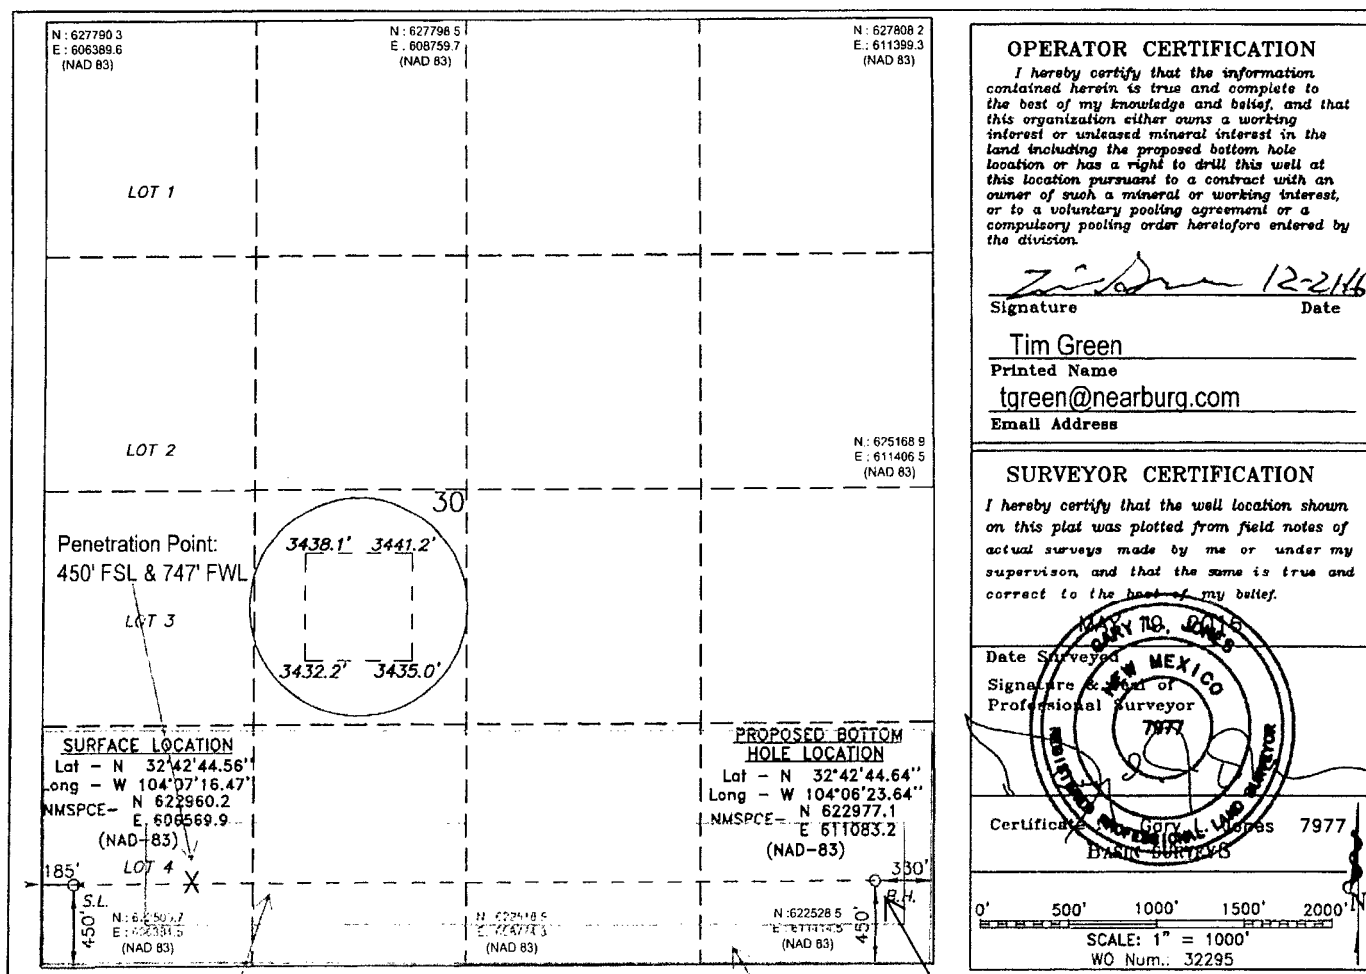 N : 627790 3
E : 606389.6
(NAD 83)
N : 627798 5
E . 608759.7
(NAD 83)
N : 627808 2
E : 611399.3
(NAD 83)
LOT 1
LOT 2
N.: 625168 9
E : 611406 5
(NAD 83)
30
Penetration Point:
450' FSL & 747' FWL
3438.1' 3441.2'
LOT 3
3432.2' 3435.0'
SURFACE LOCATION
Lat - N 32°42'44.56"
Long - W 104°07'16.47"
NMSPCE- N 622960.2
E 606569.9
(NAD-83)
PROPOSED BOTTOM
HOLE LOCATION
Lat - N 32°42'44.64"
Long - W 104°06'23.64"
NMSPCE- N 622977.1
E 611083.2
(NAD-83)
LOT 4
185'
330'
S.L.
B.H.
450'
450'
(NAD 83)
(NAD 83)
N :622528 5
(NAD 83)
OPERATOR CERTIFICATION
I hereby certify that the information
contained herein is true and complete to
the best of my knowledge and belief, and that
this organization either owns a working
interest or unleased mineral interest in the
land including the proposed bottom hole
location or has a right to drill this well at
this location pursuant to a contract with an
owner of such a mineral or working interest,
or to a voluntary pooling agreement or a
compulsory pooling order heretofore entered by
the division.
Signature Date
Tim Green
Printed Name
tgreen@nearburg.com
Email Address
SURVEYOR CERTIFICATION
I hereby certify that the well location shown
on this plat was plotted from field notes of
actual surveys made by me or under my
supervison, and that the same is true and
correct to the best of my belief.
Date Surveyed
Signature & Seal of
Professional Surveyor
GARY L. JONES
NEW MEXICO
7977
REGISTERED PROFESSIONAL LAND SURVEYOR
Certificate Gary L. Jones 7977
BASIN SURVEYS
0' 500' 1000' 1500' 2000'
N
SCALE: 1" = 1000'
WO Num.: 32295